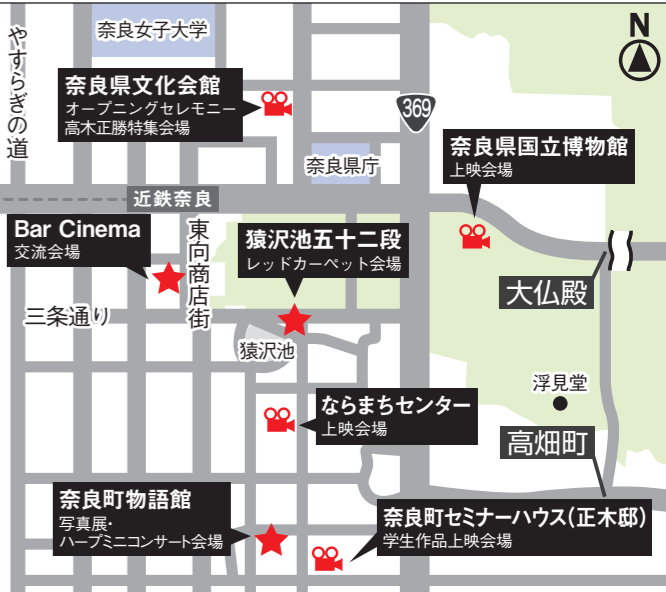 奈良女子大学
やすらぎの道
N
奈良県文化会館
オープニングセレモニー
高木正勝特集会場
369
奈良県国立博物館
上映会場
奈良県庁
近鉄奈良
Bar Cinema
交流会場
東向商店街
猿沢池五十二段
レッドカーペット会場
大仏殿
三条通り
猿沢池
浮見堂
ならまちセンター
上映会場
高畑町
奈良町物語館
写真展・
ハープミニコンサート会場
奈良町セミナーハウス(正木邸)
学生作品上映会場